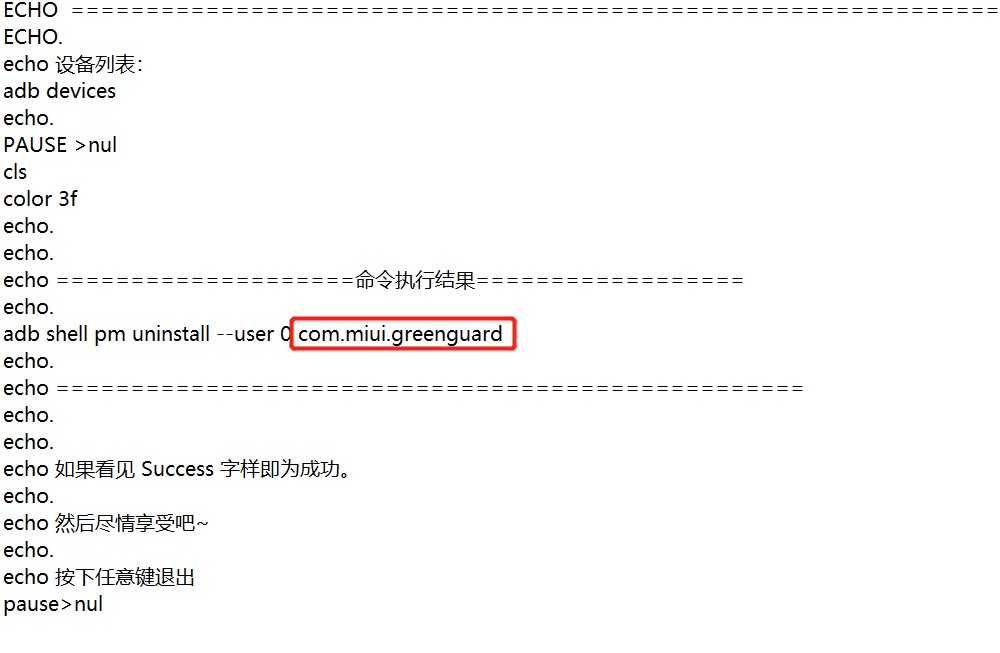 ECHO ==============================================================
ECHO.
echo 设备列表：
adb devices
echo.
PAUSE >nul
cls
color 3f
echo.
echo.
echo ====================命令执行结果==================
echo.
adb shell pm uninstall --user 0 com.miui.greenguard
echo.
echo ==================================================
echo.
echo.
echo 如果看见 Success 字样即为成功。
echo.
echo 然后尽情享受吧~
echo.
echo 按下任意键退出
pause>nul